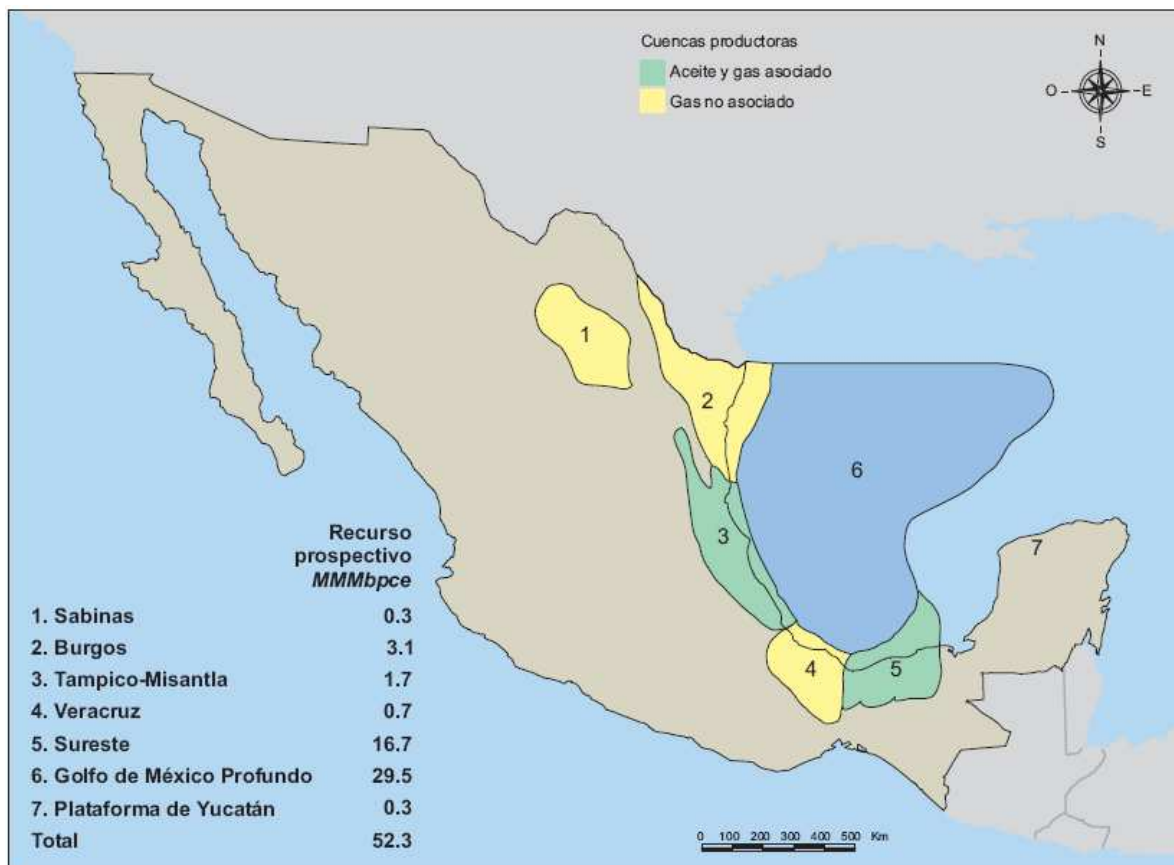 Cuencas productoras
Aceite y gas asociado
Gas no asociado
N
O
E
S
1
2
6
3
7
4
5
Recurso
prospectivo
MMMbpce
1. Sabinas 0.3
2. Burgos 3.1
3. Tampico-Misantla 1.7
4. Veracruz 0.7
5. Sureste 16.7
6. Golfo de México Profundo 29.5
7. Plataforma de Yucatán 0.3
Total 52.3
0 100 200 300 400 500 Km